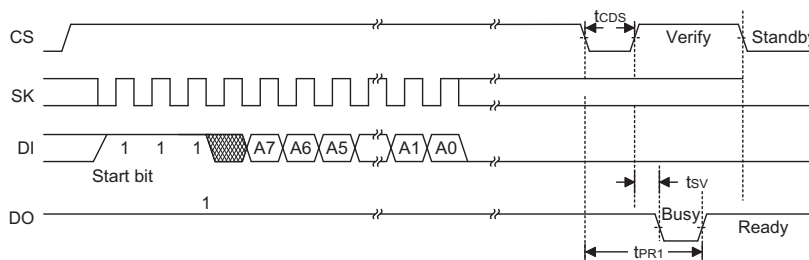 tCDS
CS Verify Standby
SK
DI 1 1 1 A7 A6 A5 A1 A0
Start bit
tSV
1
DO Busy Ready
tPR1